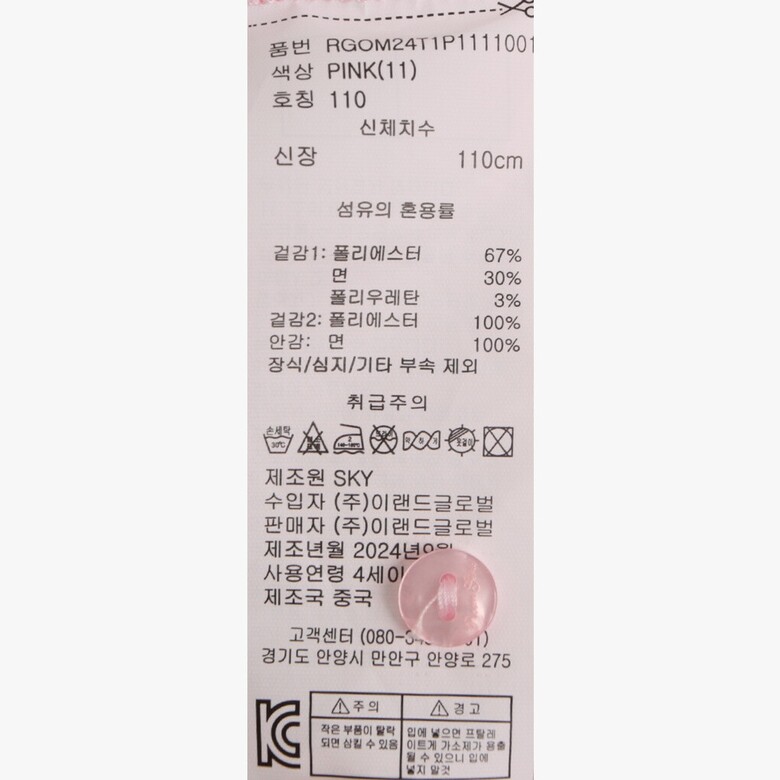 품번 RGOM24T1P1111001
색상 PINK(11)
호칭 110
신체치수
신장 110cm
섬유의 혼용률
겉감1: 폴리에스터 67%
면 30%
폴리우레탄 3%
겉감2: 폴리에스터 100%
안감: 면 100%
장식/심지/기타 부속 제외
취급주의
손세탁 30℃ 약하게 옷걸이
제조원 SKY
수입자 (주)이랜드글로벌
판매자 (주)이랜드글로벌
제조년월 2024년
사용연령 4세이
제조국 중국
고객센터 (080-
경기도 안양시 만안구 안양로 275
주의 경고
작은 부품이 탈락 입에 넣으면 프탈레
되면 삼킬 수 있음 이트계 가소제가 용출
될 수 있으니 입에
넣지 말것